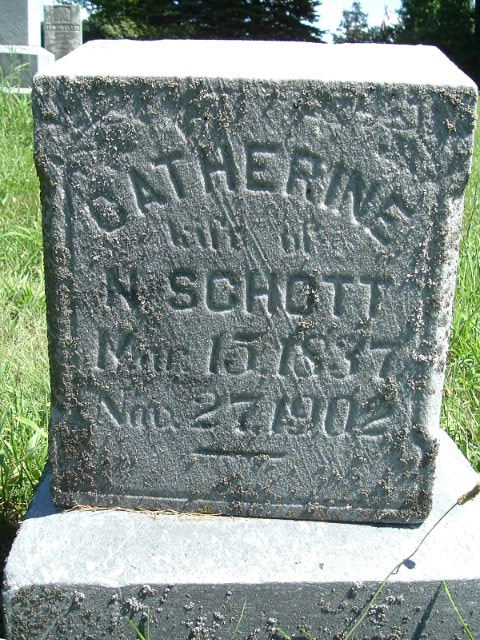 CATHERINE
wife of
N. SCHOTT
Mar. 15, 1837
Nov. 27, 1902